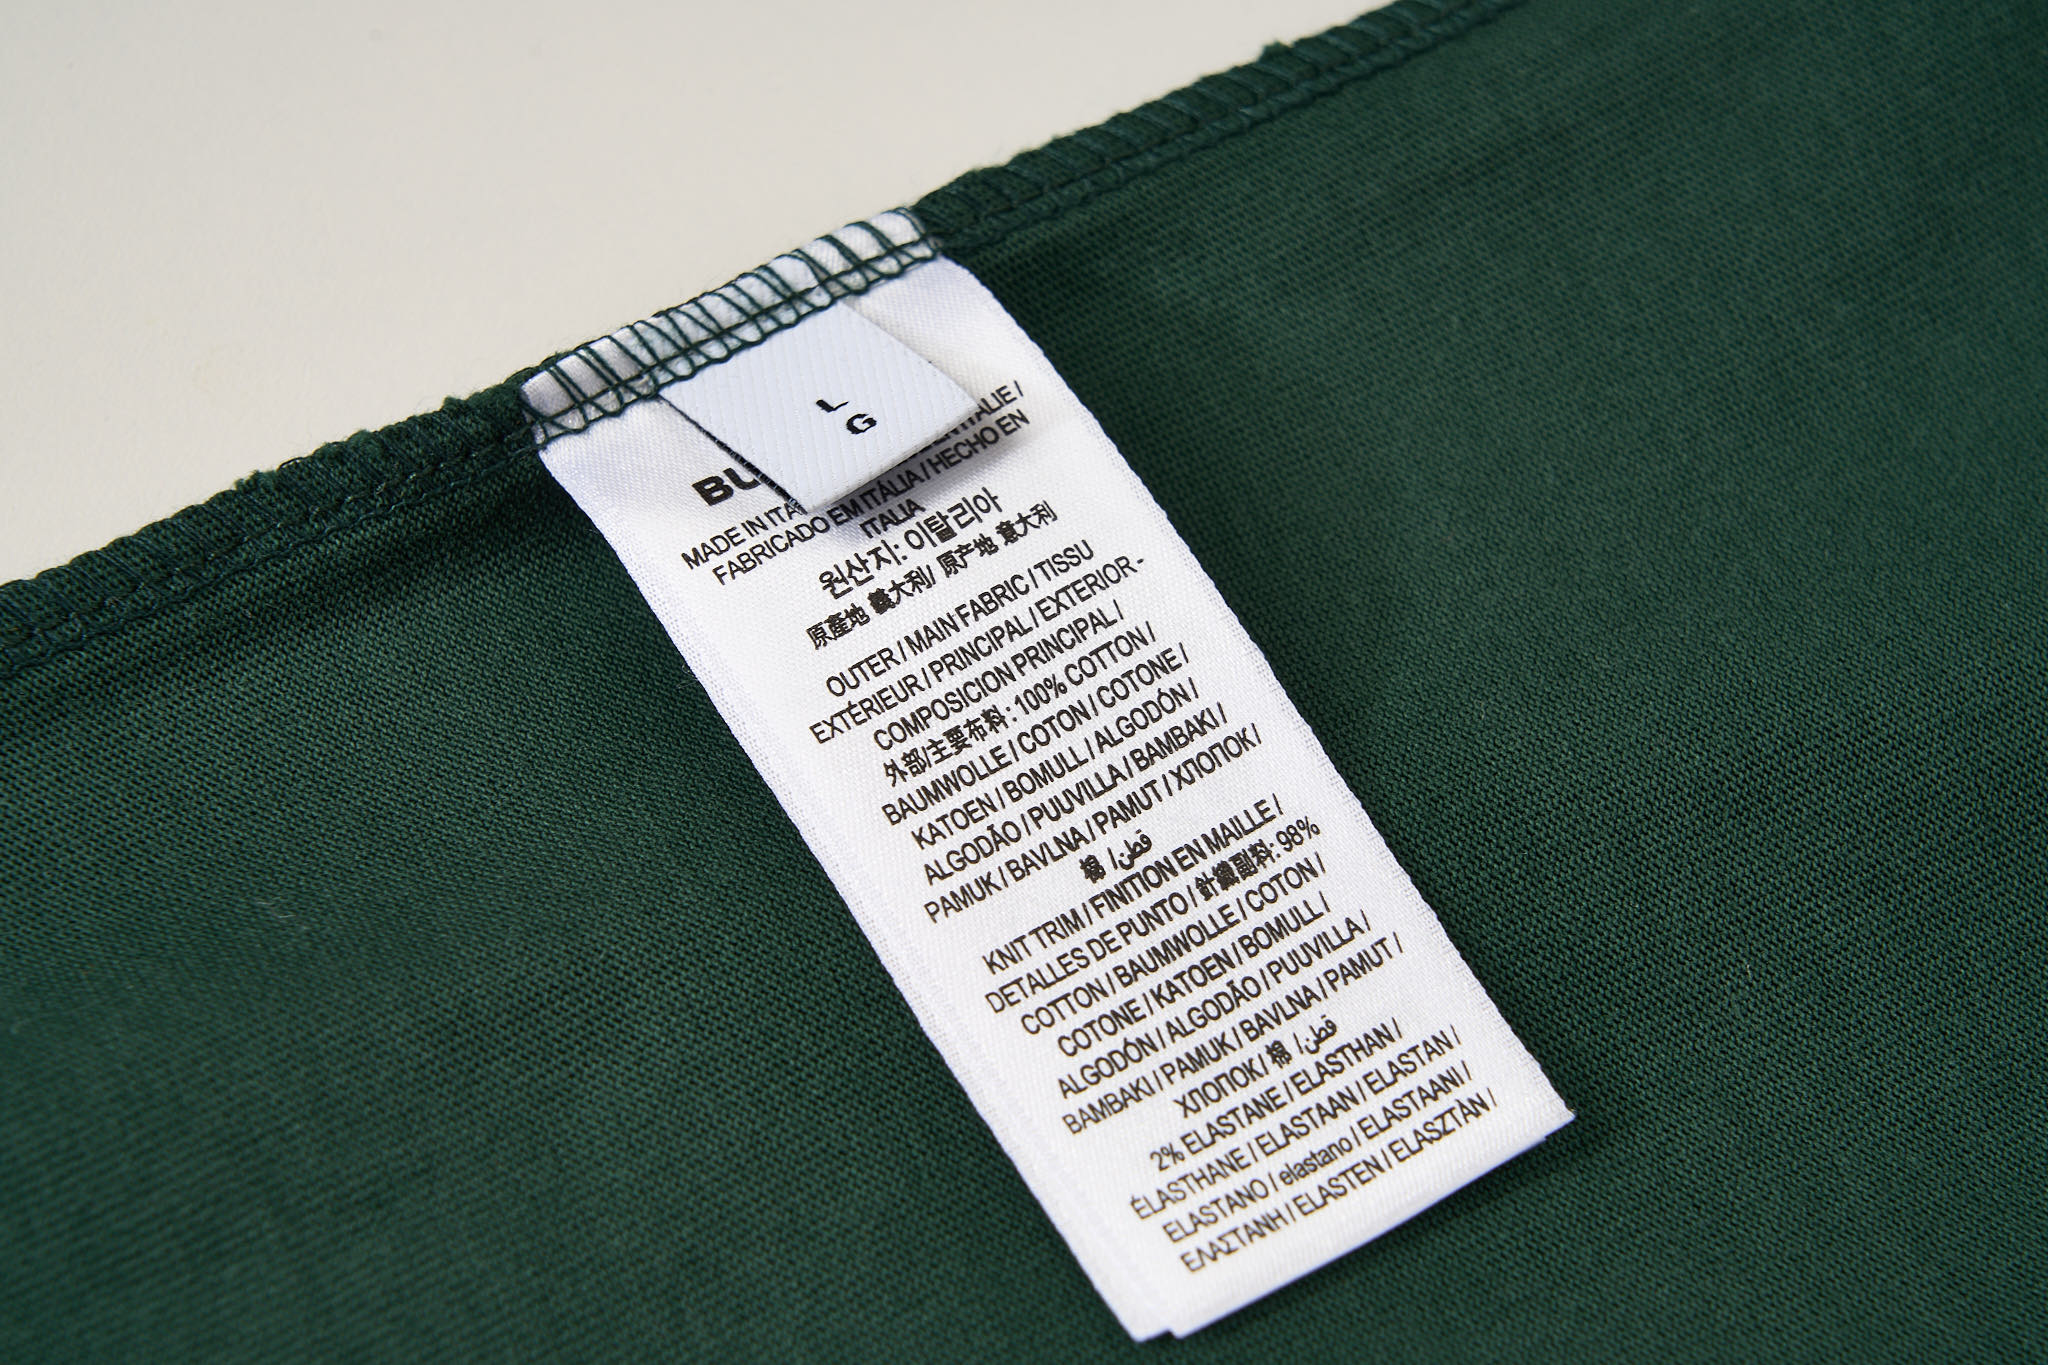 L
G
BU
MADE IN ITA ENITALIE /
FABRICADO EM ITÁLIA / HECHO EN
ITALIA
원산지: 이탈리아
原產地 義大利/ 原产地 意大利
OUTER / MAIN FABRIC / TISSU
EXTÉRIEUR / PRINCIPAL / EXTERIOR -
COMPOSICION PRINCIPAL /
外部/主要布料: 100% COTTON /
BAUMWOLLE / COTON / COTONE /
KATOEN / BOMULL / ALGODÓN /
ALGODÃO / PUUVILLA / BAMBAKI /
PAMUK / BAVLNA / PAMUT / ХЛОПОК /
棉 / قطن
KNIT TRIM / FINITION EN MAILLE /
DETALLES DE PUNTO / 針織副料: 98%
COTTON / BAUMWOLLE / COTON /
COTONE / KATOEN / BOMULL /
ALGODÓN / ALGODÃO / PUUVILLA /
BAMBAKI / PAMUK / BAVLNA / PAMUT /
ХЛОПОК/ 棉 / قطن
2% ELASTANE / ELASTHAN /
ÉLASTHANE / ELASTAAN / ELASTAN /
ELASTANO / elastano / ELASTAANI /
ΕΛΑΣΤΑΝΗ / ELASTEN / ELASZTÀN /